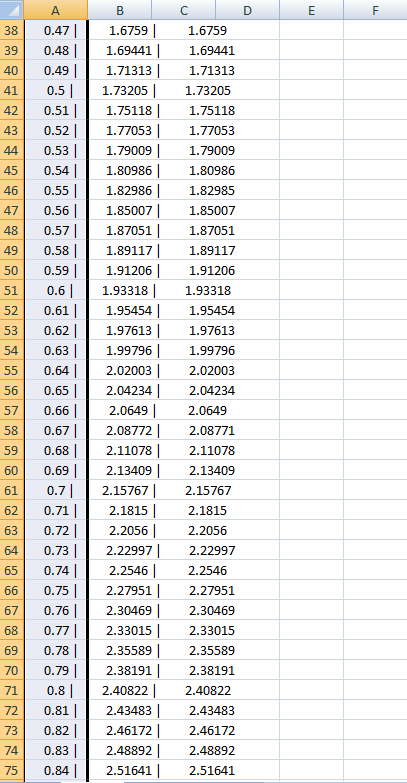 A B C D E F
38 0.47 | 1.6759 | 1.6759
39 0.48 | 1.69441 | 1.69441
40 0.49 | 1.71313 | 1.71313
41 0.5 | 1.73205 | 1.73205
42 0.51 | 1.75118 | 1.75118
43 0.52 | 1.77053 | 1.77053
44 0.53 | 1.79009 | 1.79009
45 0.54 | 1.80986 | 1.80986
46 0.55 | 1.82986 | 1.82985
47 0.56 | 1.85007 | 1.85007
48 0.57 | 1.87051 | 1.87051
49 0.58 | 1.89117 | 1.89117
50 0.59 | 1.91206 | 1.91206
51 0.6 | 1.93318 | 1.93318
52 0.61 | 1.95454 | 1.95454
53 0.62 | 1.97613 | 1.97613
54 0.63 | 1.99796 | 1.99796
55 0.64 | 2.02003 | 2.02003
56 0.65 | 2.04234 | 2.04234
57 0.66 | 2.0649 | 2.0649
58 0.67 | 2.08772 | 2.08771
59 0.68 | 2.11078 | 2.11078
60 0.69 | 2.13409 | 2.13409
61 0.7 | 2.15767 | 2.15767
62 0.71 | 2.1815 | 2.1815
63 0.72 | 2.2056 | 2.2056
64 0.73 | 2.22997 | 2.22997
65 0.74 | 2.2546 | 2.2546
66 0.75 | 2.27951 | 2.27951
67 0.76 | 2.30469 | 2.30469
68 0.77 | 2.33015 | 2.33015
69 0.78 | 2.35589 | 2.35589
70 0.79 | 2.38191 | 2.38191
71 0.8 | 2.40822 | 2.40822
72 0.81 | 2.43483 | 2.43483
73 0.82 | 2.46172 | 2.46172
74 0.83 | 2.48892 | 2.48892
75 0.84 | 2.51641 | 2.51641